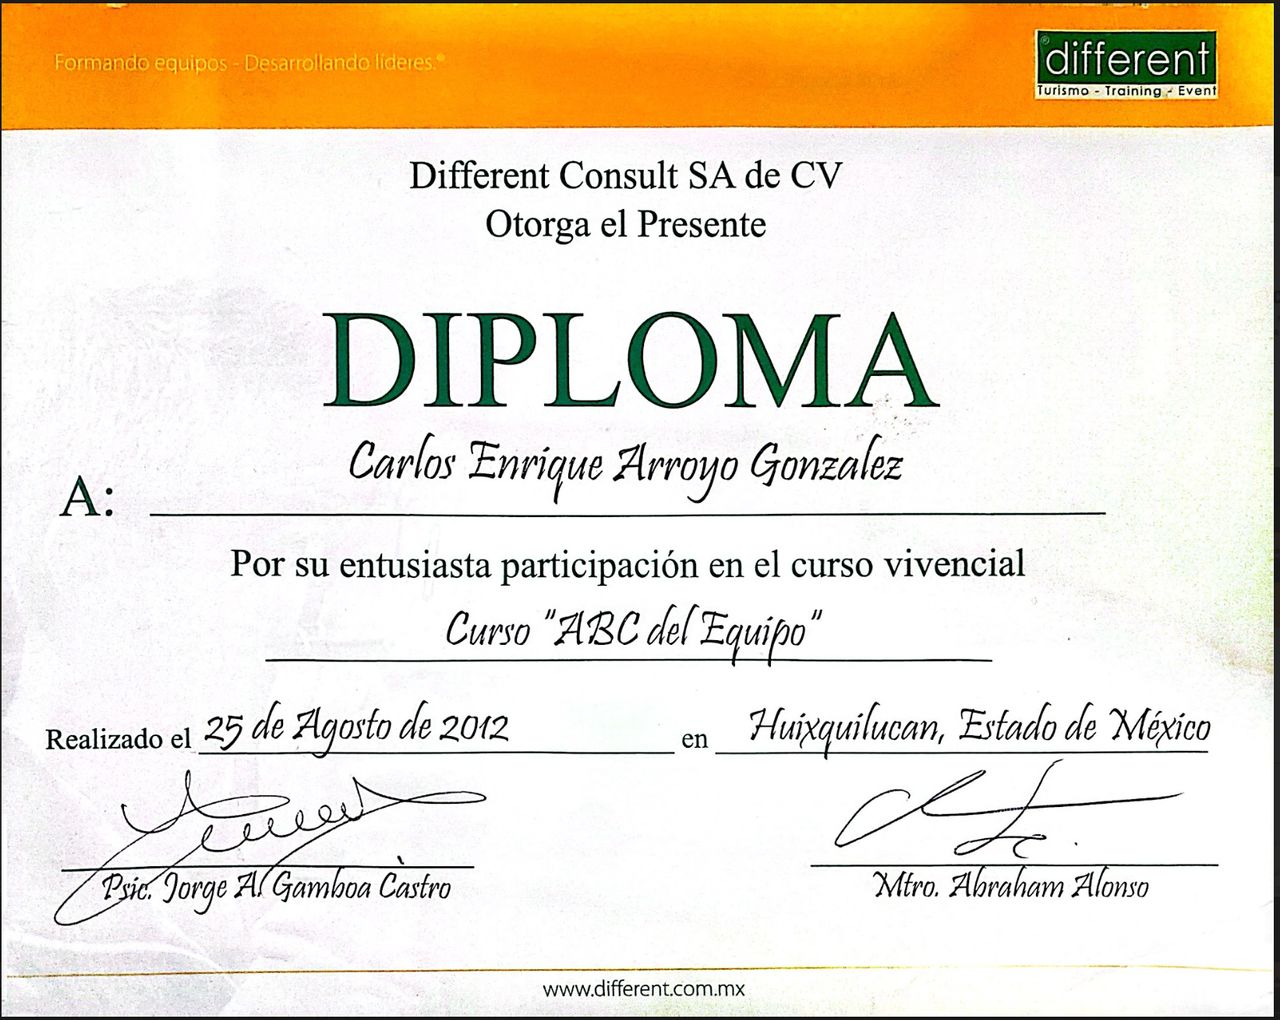 Formando equipos - Desarrollando líderes.®
®different
Turismo - Training - Event
Different Consult SA de CV
Otorga el Presente
DIPLOMA
Carlos Enrique Arroyo Gonzalez
A:
Por su entusiasta participación en el curso vivencial
Curso "ABC del Equipo"
Realizado el 25 de Agosto de 2012 en Huixquilucan, Estado de México
Psic. Jorge A. Gamboa Castro
Mtro. Abraham Alonso
www.different.com.mx